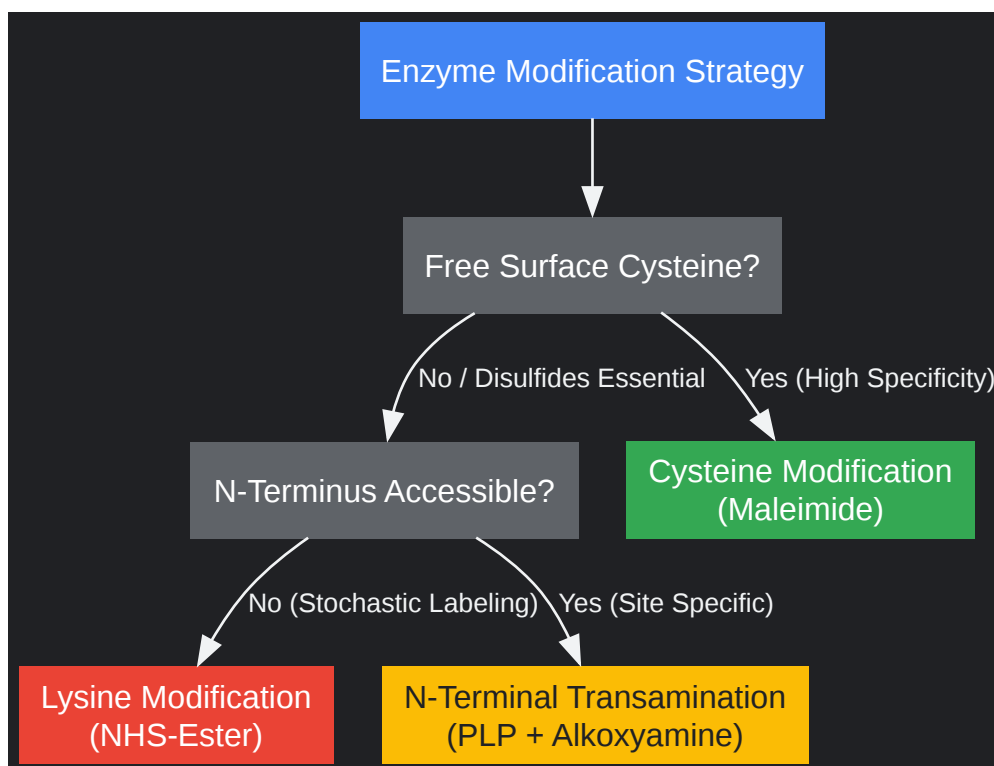 Enzyme Modification Strategy
Free Surface Cysteine?
No / Disulfides Essential
Yes (High Specificity)
N-Terminus Accessible?
Cysteine Modification
(Maleimide)
No (Stochastic Labeling)
Yes (Site Specific)
Lysine Modification
(NHS-Ester)
N-Terminal Transamination
(PLP + Alkoxyamine)